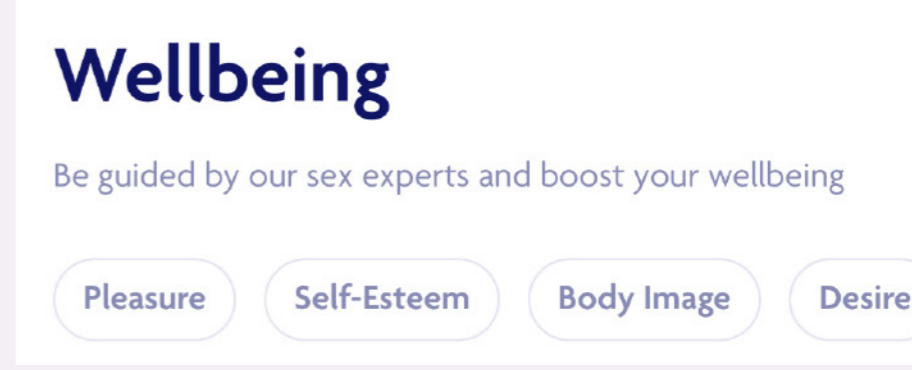 Wellbeing
Be guided by our sex experts and boost your wellbeing
Pleasure Self-Esteem Body Image Desire